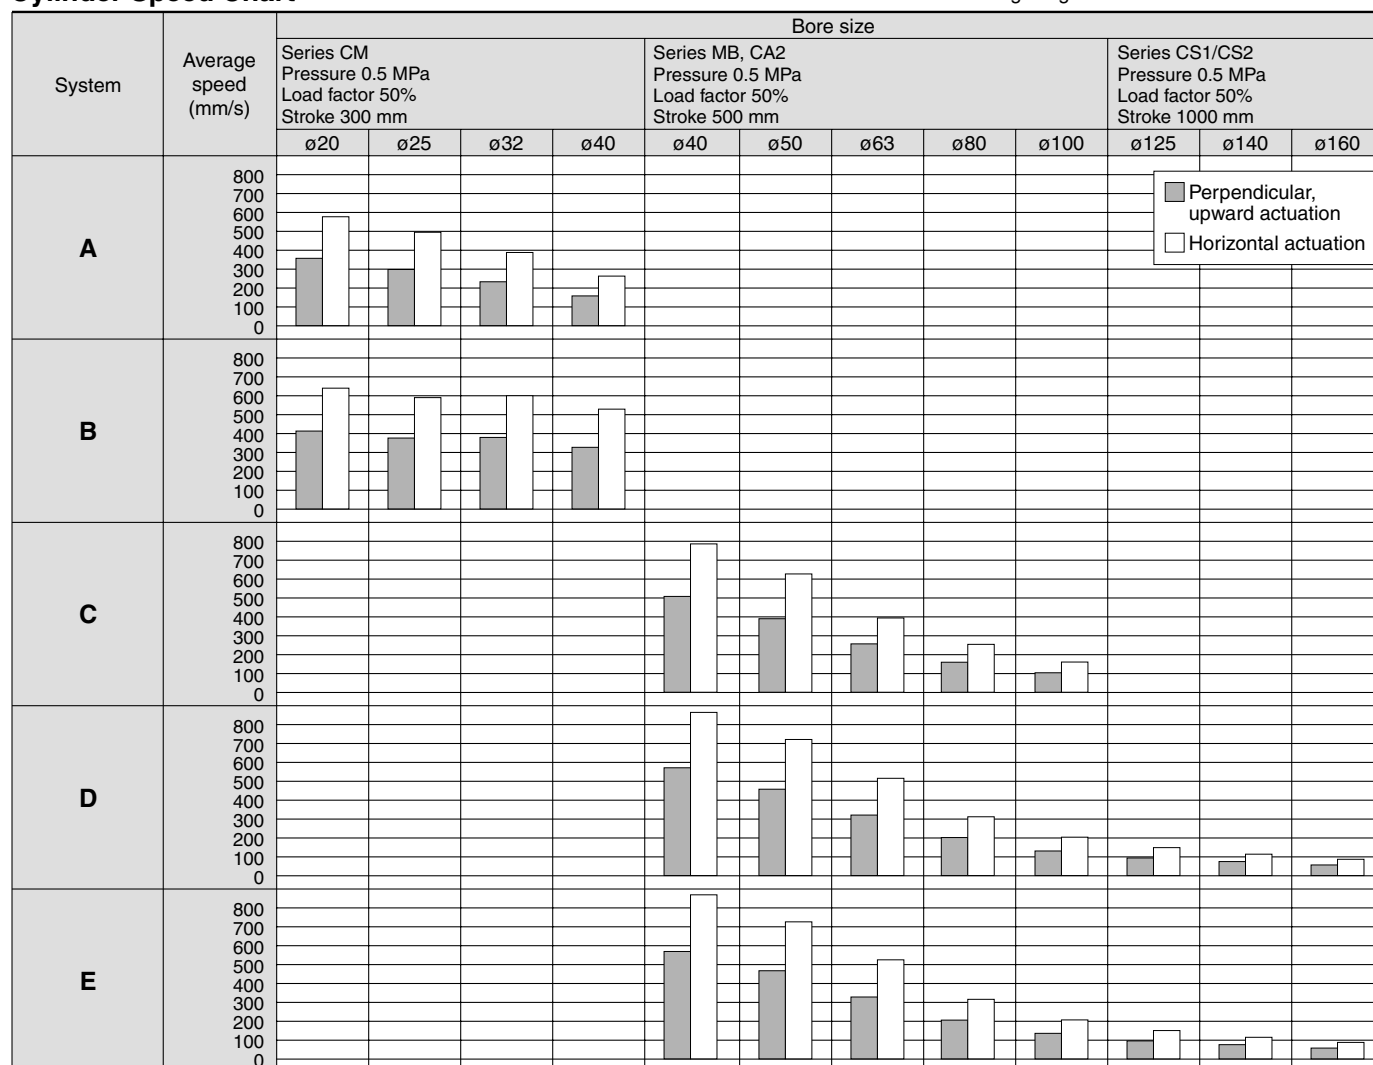 Cylinder Speed Chart
Bore size
System
Average
speed
(mm/s)
Series CM
Pressure 0.5 MPa
Load factor 50%
Stroke 300 mm
Series MB, CA2
Pressure 0.5 MPa
Load factor 50%
Stroke 500 mm
Series CS1/CS2
Pressure 0.5 MPa
Load factor 50%
Stroke 1000 mm
ø20 ø25 ø32 ø40 ø40 ø50 ø63 ø80 ø100 ø125 ø140 ø160
Perpendicular,
upward actuation
Horizontal actuation
A
800
700
600
500
400
300
200
100
0
B
800
700
600
500
400
300
200
100
0
C
800
700
600
500
400
300
200
100
0
D
800
700
600
500
400
300
200
100
0
E
800
700
600
500
400
300
200
100
0